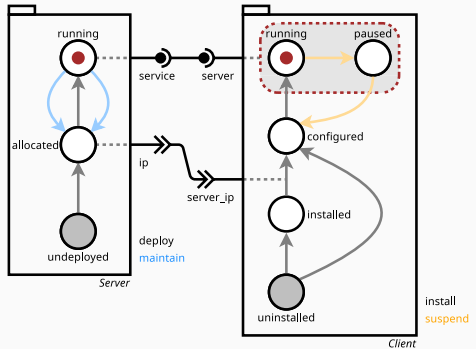 running
allocated
undeployed
Server
service
server
ip
server_ip
deploy
maintain
running
paused
configured
installed
uninstalled
Client
install
suspend